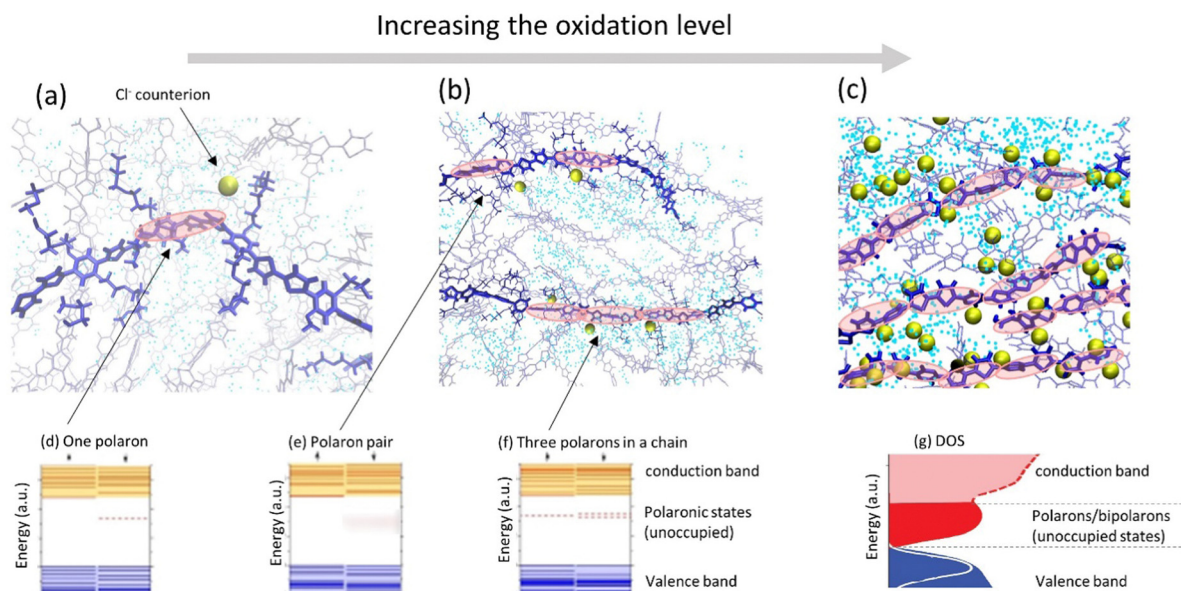 Increasing the oxidation level
(a)
Cl⁻ counterion
(b)
(c)
(d) One polaron
(e) Polaron pair
(f) Three polarons in a chain
(g) DOS
Energy (a.u.)
Energy (a.u.)
Energy (a.u.)
conduction band
Polaronic states
(unoccupied)
Valence band
Energy (a.u.)
conduction band
Polarons/bipolarons
(unoccupied states)
Valence band